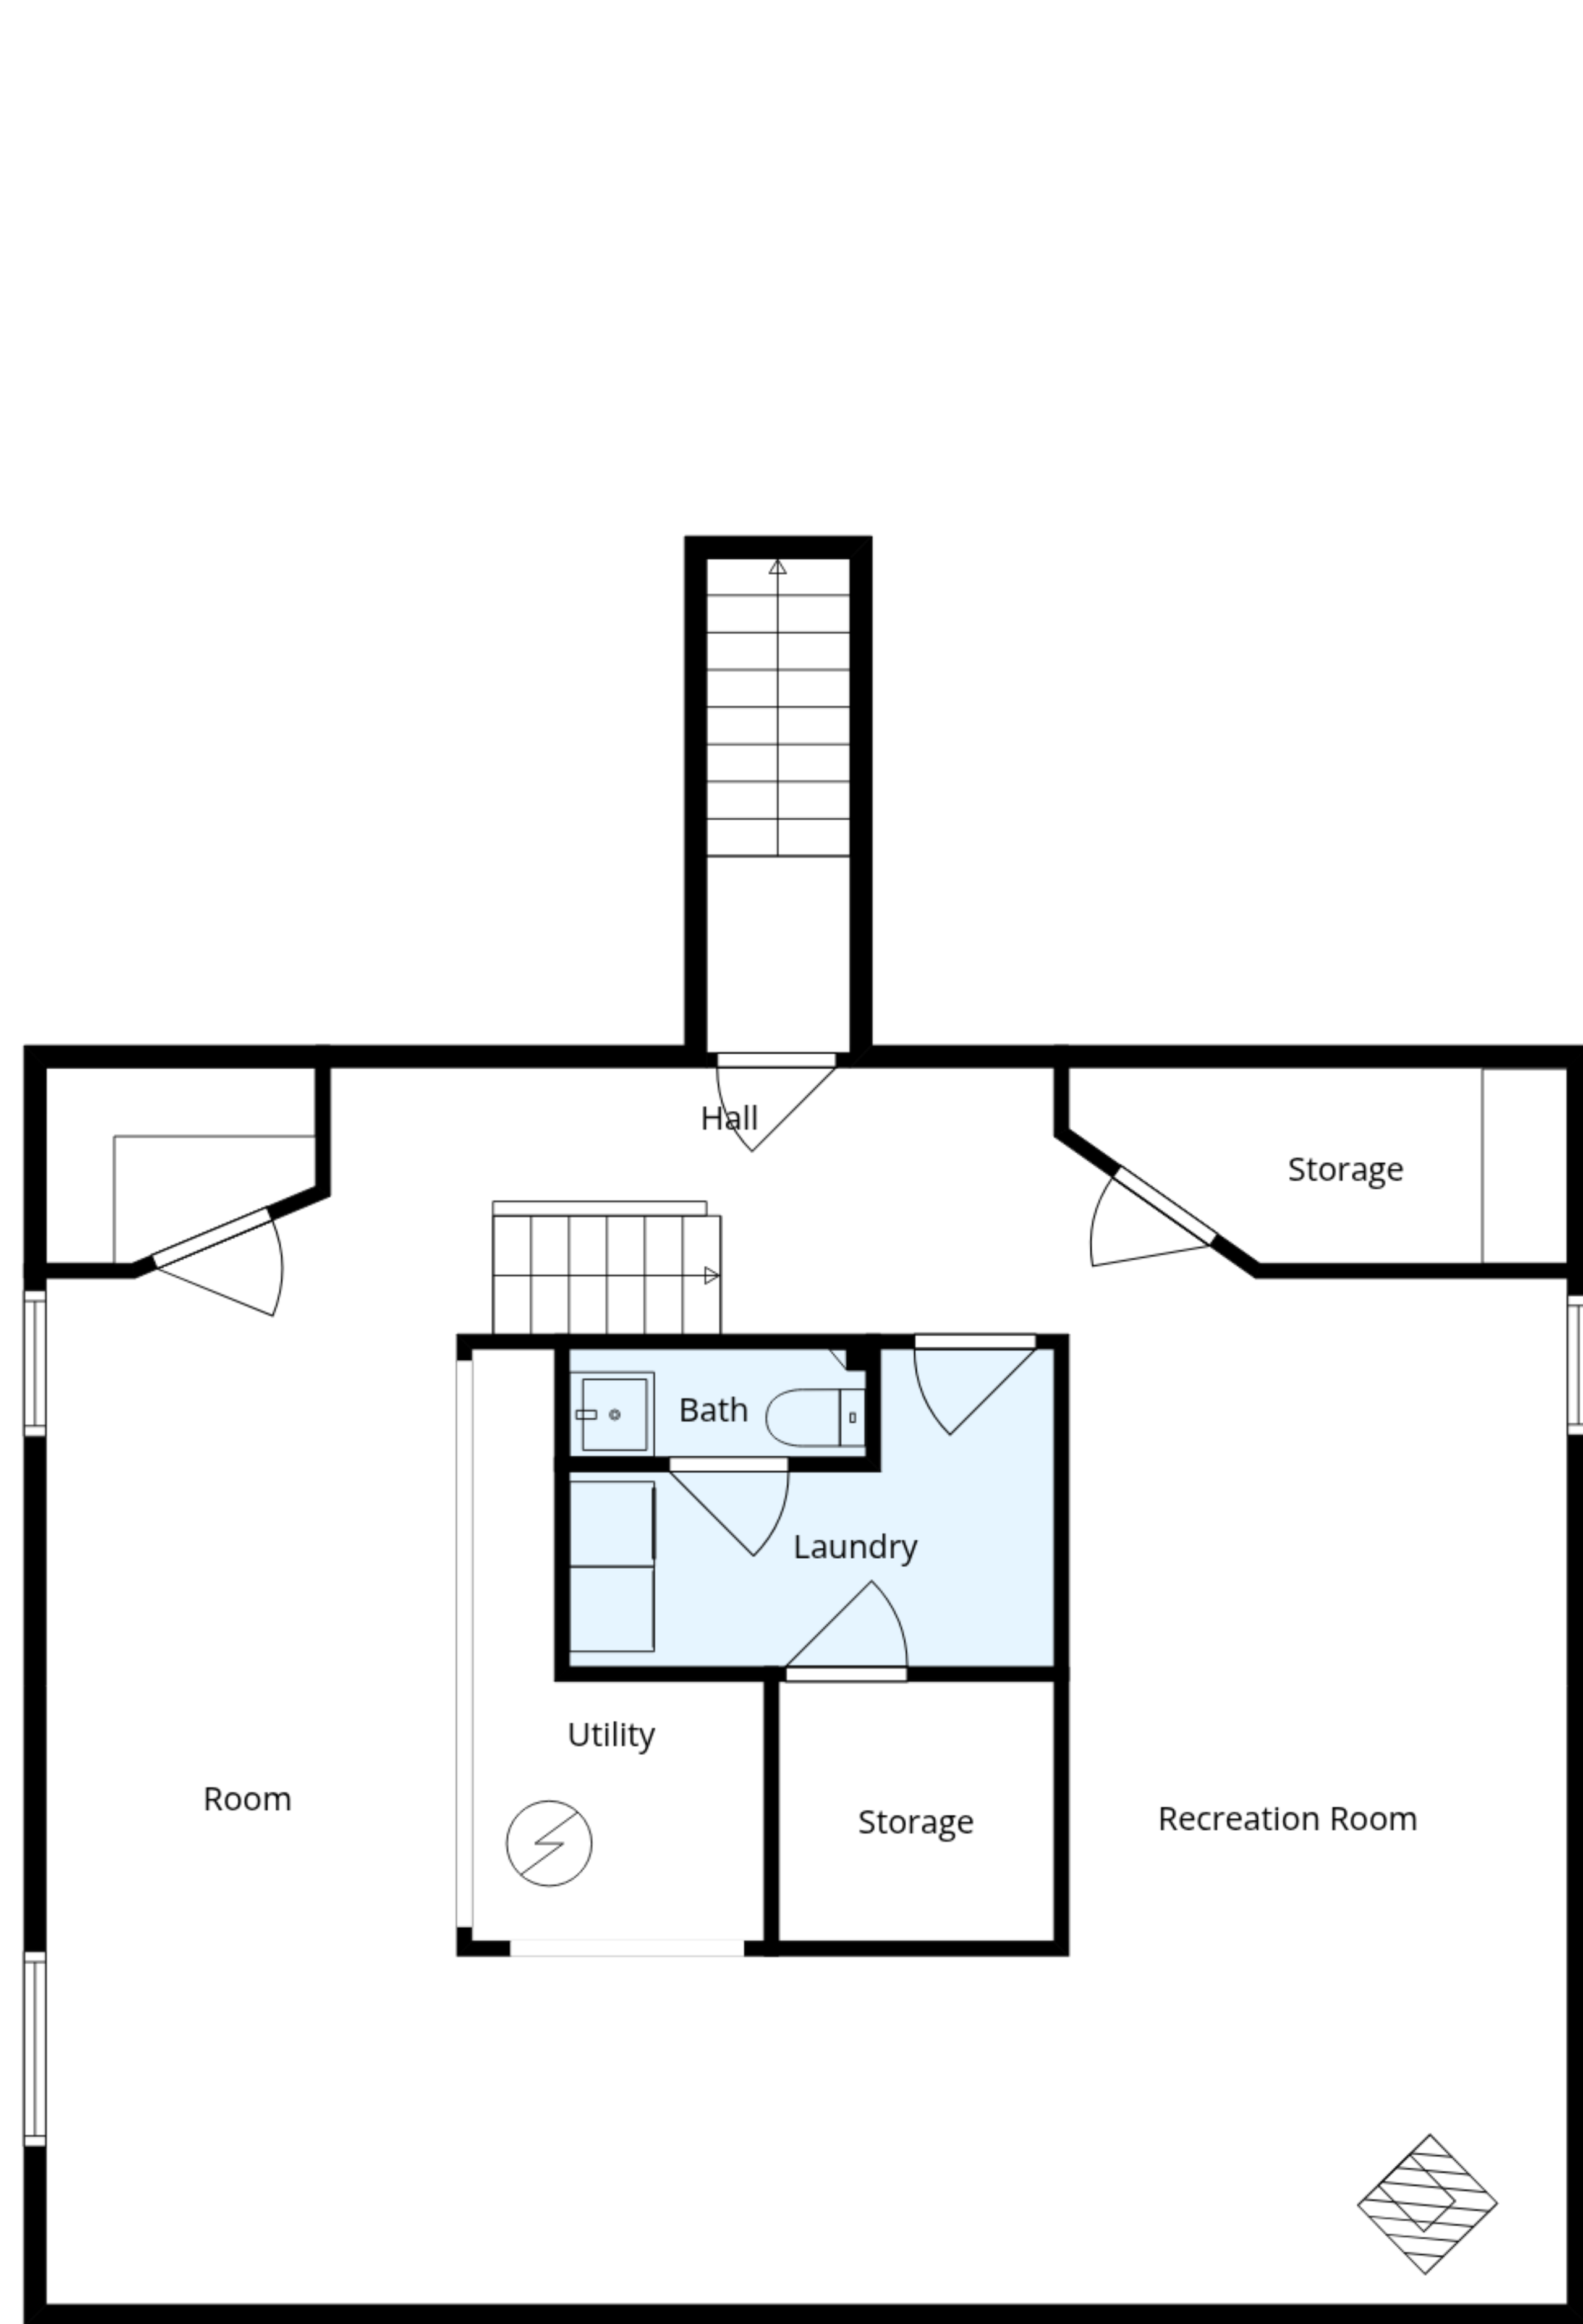 Hall
Storage
Bath
Laundry
Utility
Room
Storage
Recreation Room